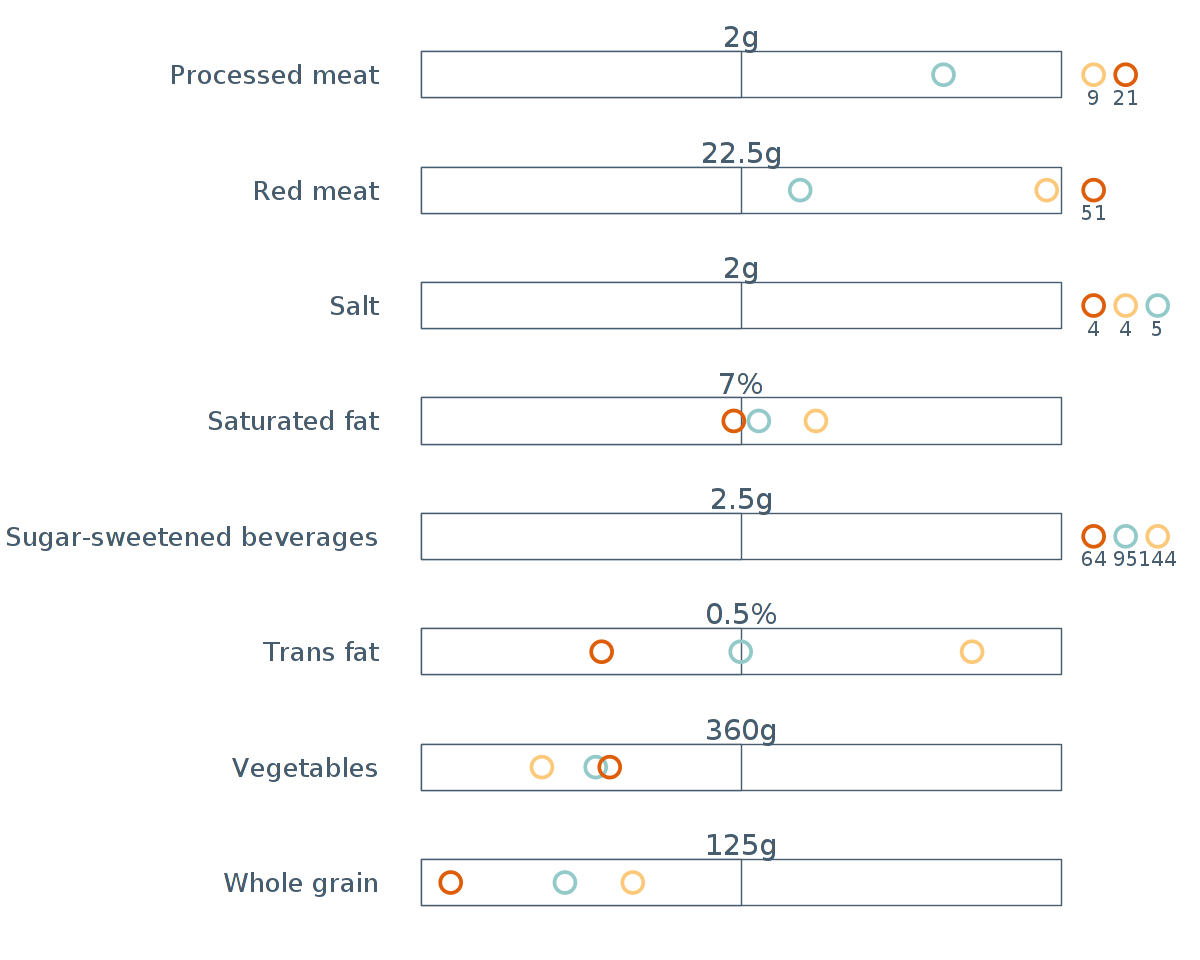 2g
Processed meat
9 21
22.5g
Red meat
51
2g
Salt
4 4 5
7%
Saturated fat
2.5g
Sugar-sweetened beverages
64 95 144
0.5%
Trans fat
360g
Vegetables
125g
Whole grain